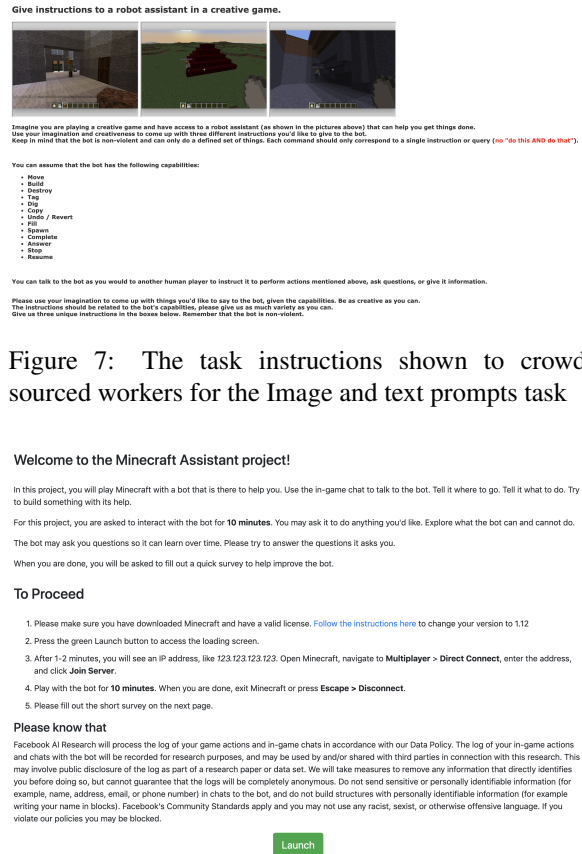 Give instructions to a robot assistant in a creative game.
Imagine you are playing a creative game and have access to a robot assistant (as shown in the pictures above) that can help you get things done.
Use your imagination and creativeness to come up with three different instructions you'd like to give to the bot.
Keep in mind that the bot is non-violent and can only do a defined set of things. Each command should only correspond to a single instruction or query (no "do this AND do that").
You can assume that the bot has the following capabilities:
• Move
• Build
• Destroy
• Tag
• Dig
• Copy
• Undo / Revert
• Fill
• Spawn
• Complete
• Answer
• Stop
• Resume
You can talk to the bot as you would to another human player to instruct it to perform actions mentioned above, ask questions, or give it information.
Please use your imagination to come up with things you'd like to say to the bot, given the capabilities. Be as creative as you can.
The instructions should be related to the bot's capabilties, please give us as much variety as you can.
Give us three unique instructions in the boxes below. Remember that the bot is non-violent.
Figure 7: The task instructions shown to crowd
sourced workers for the Image and text prompts task
Welcome to the Minecraft Assistant project!
In this project, you will play Minecraft with a bot that is there to help you. Use the in-game chat to talk to the bot. Tell it where to go. Tell it what to do. Try
to build something with its help.
For this project, you are asked to interact with the bot for 10 minutes. You may ask it to do anything you'd like. Explore what the bot can and cannot do.
The bot may ask you questions so it can learn over time. Please try to answer the questions it asks you.
When you are done, you will be asked to fill out a quick survey to help improve the bot.
To Proceed
1. Please make sure you have downloaded Minecraft and have a valid license. Follow the instructions here to change your version to 1.12
2. Press the green Launch button to access the loading screen.
3. After 1-2 minutes, you will see an IP address, like 123.123.123.123. Open Minecraft, navigate to Multiplayer > Direct Connect, enter the address,
and click Join Server.
4. Play with the bot for 10 minutes. When you are done, exit Minecraft or press Escape > Disconnect.
5. Please fill out the short survey on the next page.
Please know that
Facebook AI Research will process the log of your game actions and in-game chats in accordance with our Data Policy. The log of your in-game actions
and chats with the bot will be recorded for research purposes, and may be used by and/or shared with third parties in connection with this research. This
may involve public disclosure of the log as part of a research paper or data set. We will take measures to remove any information that directly identifies
you before doing so, but cannot guarantee that the logs will be completely anonymous. Do not send sensitive or personally identifiable information (for
example, name, address, email, or phone number) in chats to the bot, and do not build structures with personally identifiable information (for example
writing your name in blocks). Facebook's Community Standards apply and you may not use any racist, sexist, or otherwise offensive language. If you
violate our policies you may be blocked.
Launch